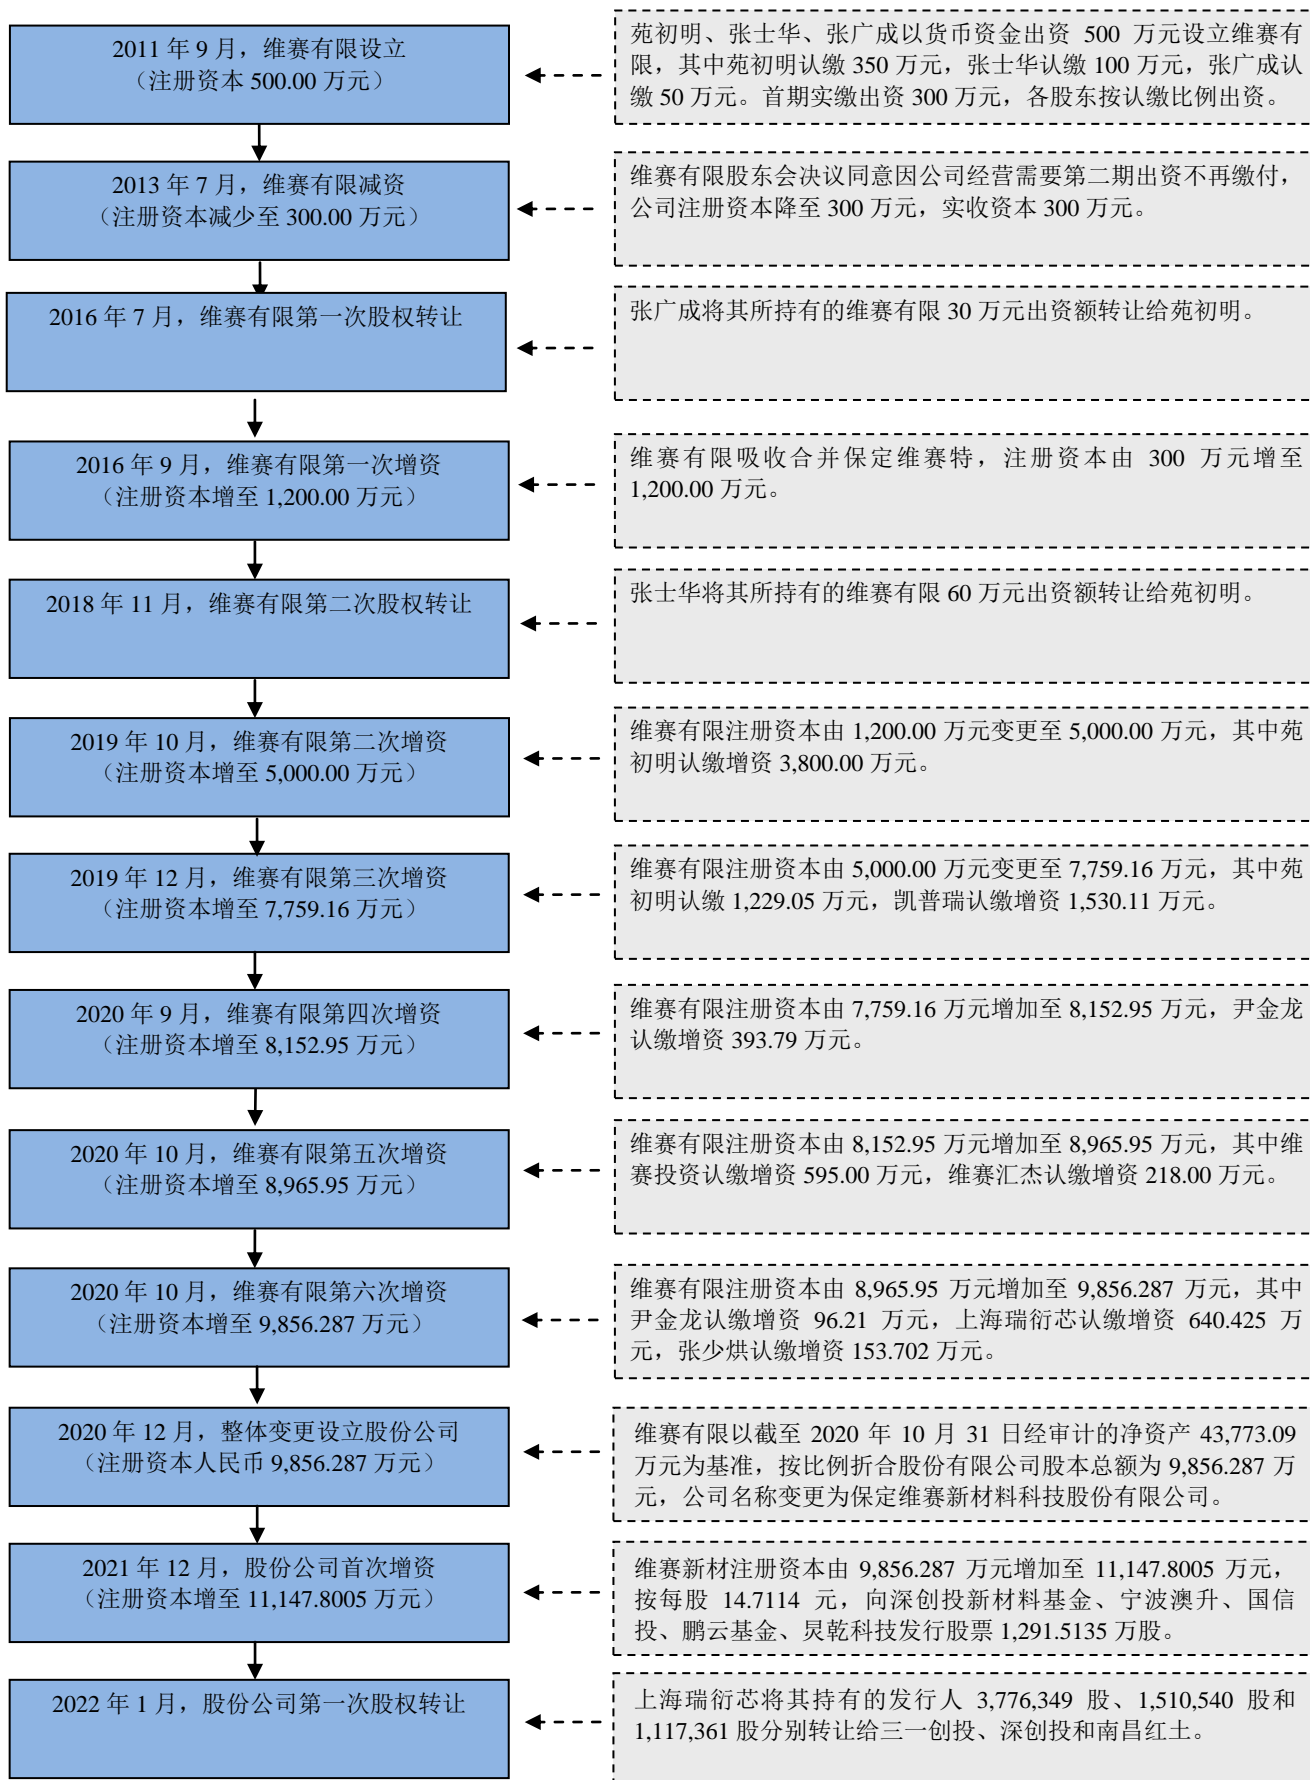 2011 年 9 月，维赛有限设立
（注册资本 500.00 万元）
苑初明、张士华、张广成以货币资金出资 500 万元设立维赛有
限，其中苑初明认缴 350 万元，张士华认缴 100 万元，张广成认
缴 50 万元。首期实缴出资 300 万元，各股东按认缴比例出资。
2013 年 7 月，维赛有限减资
（注册资本减少至 300.00 万元）
维赛有限股东会决议同意因公司经营需要第二期出资不再缴付，
公司注册资本降至 300 万元，实收资本 300 万元。
2016 年 7 月，维赛有限第一次股权转让
张广成将其所持有的维赛有限 30 万元出资额转让给苑初明。
2016 年 9 月，维赛有限第一次增资
（注册资本增至 1,200.00 万元）
维赛有限吸收合并保定维赛特，注册资本由 300 万元增至
1,200.00 万元。
2018 年 11 月，维赛有限第二次股权转让
张士华将其所持有的维赛有限 60 万元出资额转让给苑初明。
2019 年 10 月，维赛有限第二次增资
（注册资本增至 5,000.00 万元）
维赛有限注册资本由 1,200.00 万元变更至 5,000.00 万元，其中苑
初明认缴增资 3,800.00 万元。
2019 年 12 月，维赛有限第三次增资
（注册资本增至 7,759.16 万元）
维赛有限注册资本由 5,000.00 万元变更至 7,759.16 万元，其中苑
初明认缴 1,229.05 万元，凯普瑞认缴增资 1,530.11 万元。
2020 年 9 月，维赛有限第四次增资
（注册资本增至 8,152.95 万元）
维赛有限注册资本由 7,759.16 万元增加至 8,152.95 万元，尹金龙
认缴增资 393.79 万元。
2020 年 10 月，维赛有限第五次增资
（注册资本增至 8,965.95 万元）
维赛有限注册资本由 8,152.95 万元增加至 8,965.95 万元，其中维
赛投资认缴增资 595.00 万元，维赛汇杰认缴增资 218.00 万元。
2020 年 10 月，维赛有限第六次增资
（注册资本增至 9,856.287 万元）
维赛有限注册资本由 8,965.95 万元增加至 9,856.287 万元，其中
尹金龙认缴增资 96.21 万元，上海瑞衍芯认缴增资 640.425 万
元，张少烘认缴增资 153.702 万元。
2020 年 12 月，整体变更设立股份公司
（注册资本人民币 9,856.287 万元）
维赛有限以截至 2020 年 10 月 31 日经审计的净资产 43,773.09
万元为基准，按比例折合股份有限公司股本总额为 9,856.287 万
元，公司名称变更为保定维赛新材料科技股份有限公司。
2021 年 12 月，股份公司首次增资
（注册资本增至 11,147.8005 万元）
维赛新材注册资本由 9,856.287 万元增加至 11,147.8005 万元，
按每股 14.7114 元，向深创投新材料基金、宁波澳升、国信
投、鹏云基金、炅乾科技发行股票 1,291.5135 万股。
2022 年 1 月，股份公司第一次股权转让
上海瑞衍芯将其持有的发行人 3,776,349 股、1,510,540 股和
1,117,361 股分别转让给三一创投、深创投和南昌红土。